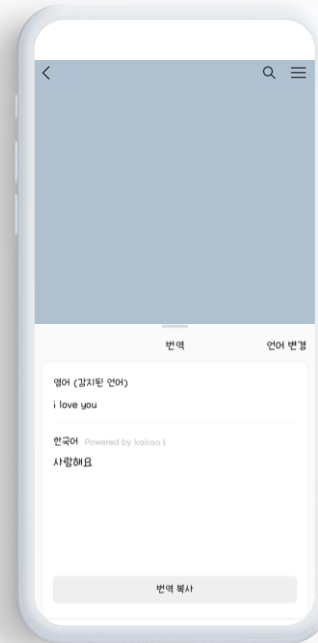 번역
언어 변경
영어 (감지된 언어)
i love you
한국어 Powered by kakao i
사랑해요
번역 복사